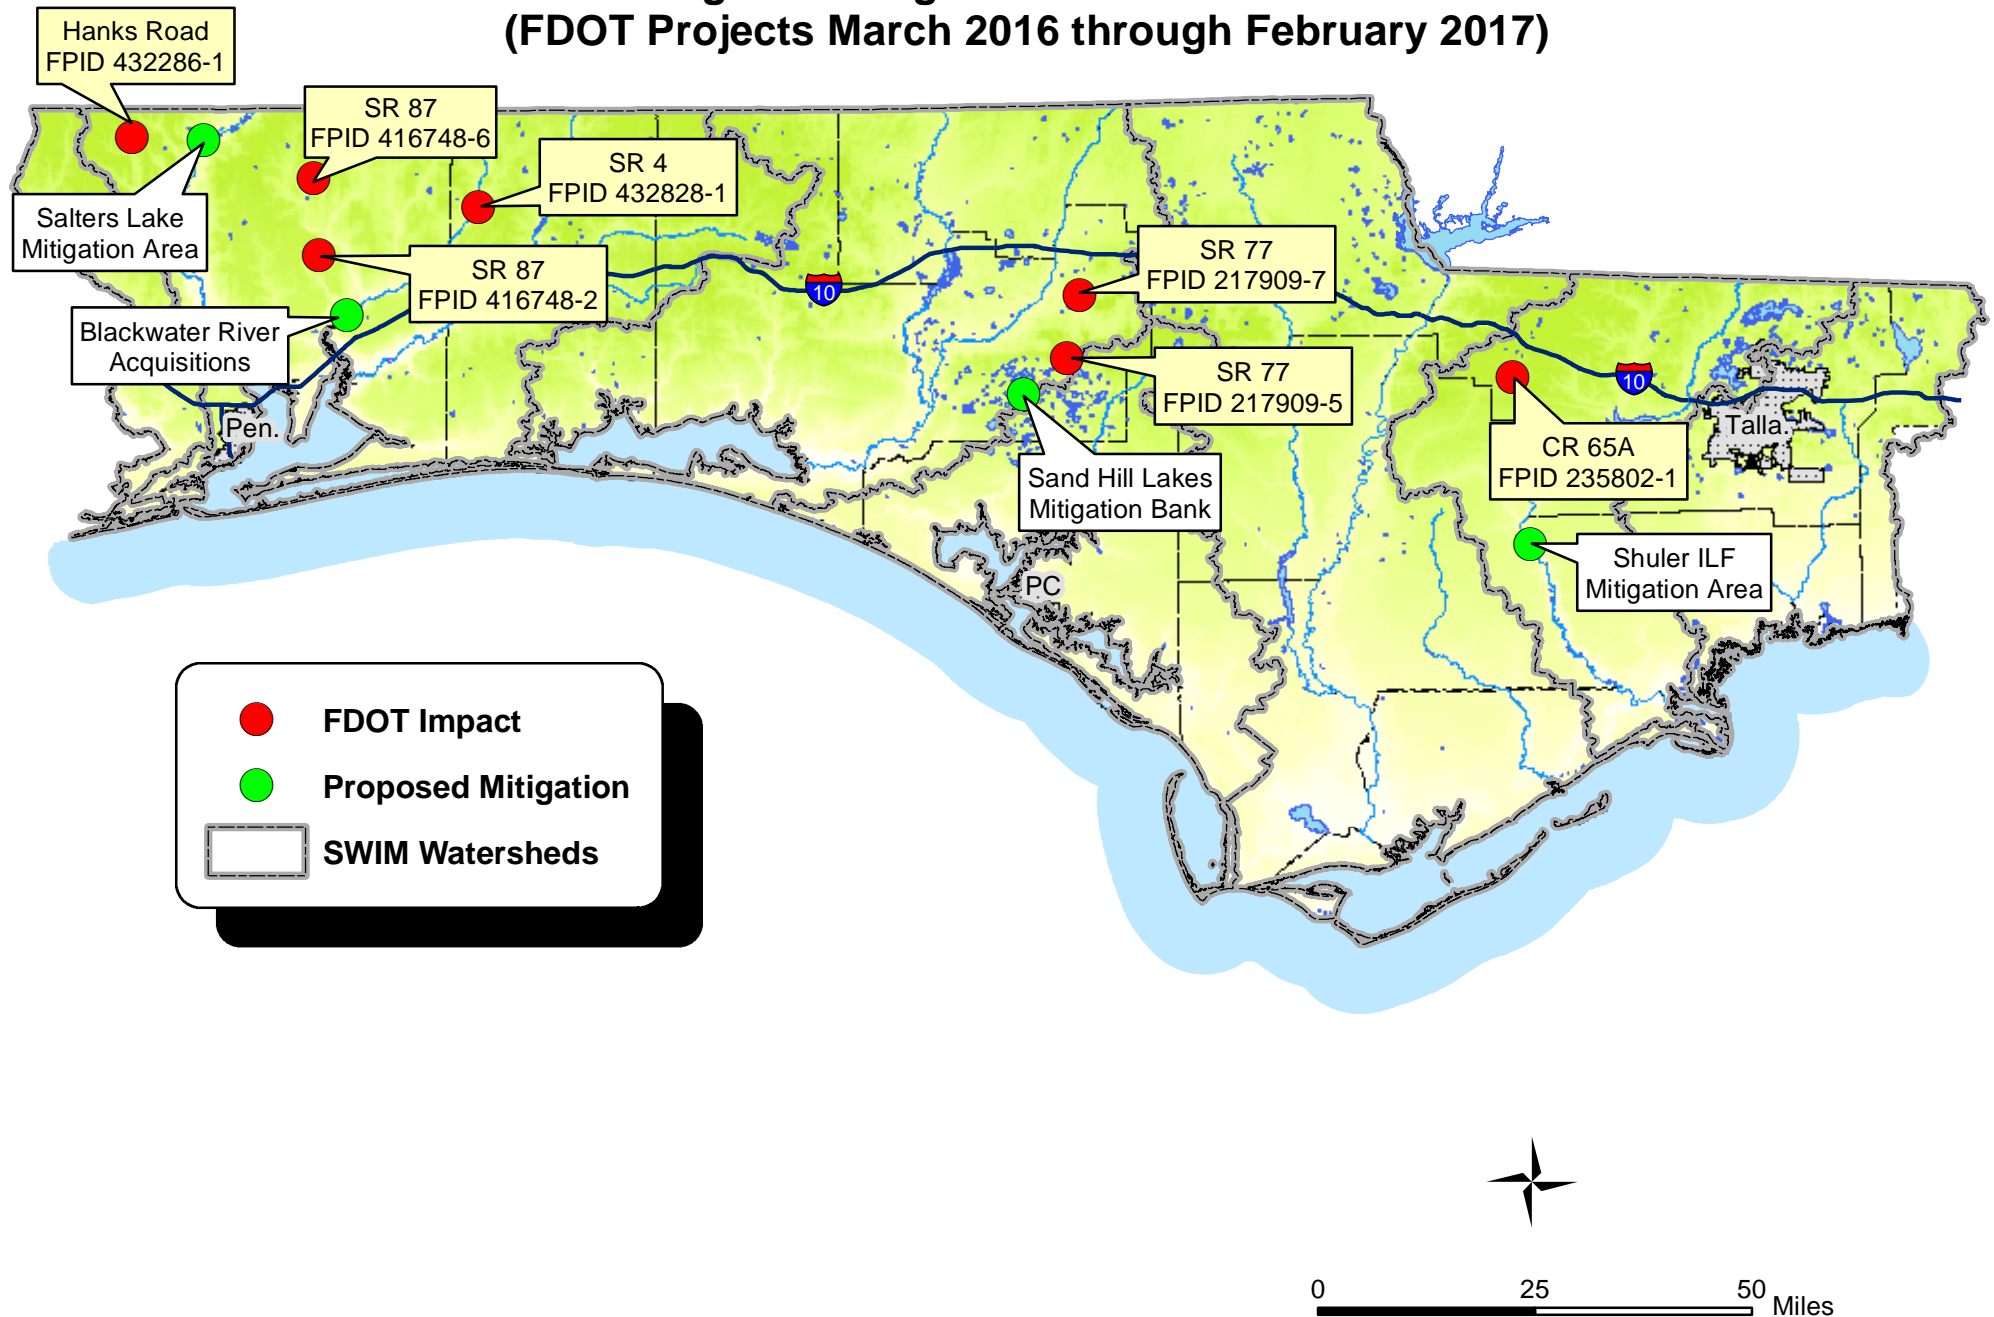 (FDOT Projects March 2016 through February 2017)
Hanks Road
FPID 432286-1
SR 87
FPID 416748-6
SR 4
FPID 432828-1
Salters Lake
Mitigation Area
SR 87
FPID 416748-2
SR 77
FPID 217909-7
10
Blackwater River
Acquisitions
SR 77
FPID 217909-5
10
Pen.
Talla.
CR 65A
FPID 235802-1
Sand Hill Lakes
Mitigation Bank
Shuler ILF
Mitigation Area
PC
FDOT Impact
Proposed Mitigation
SWIM Watersheds
0 25 50 Miles